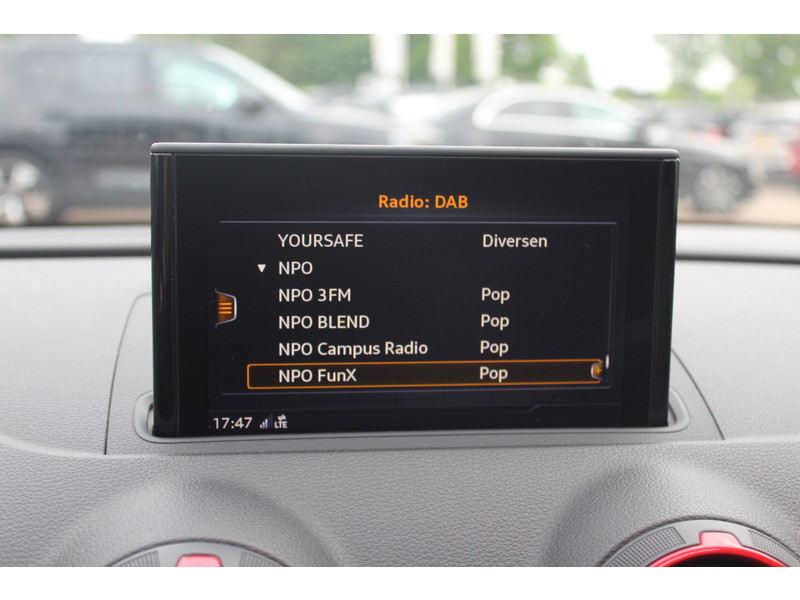 Radio: DAB
YOURSAFE Diversen
▼ NPO
NPO 3FM Pop
NPO BLEND Pop
NPO Campus Radio Pop
NPO FunX Pop
17:47 LTE